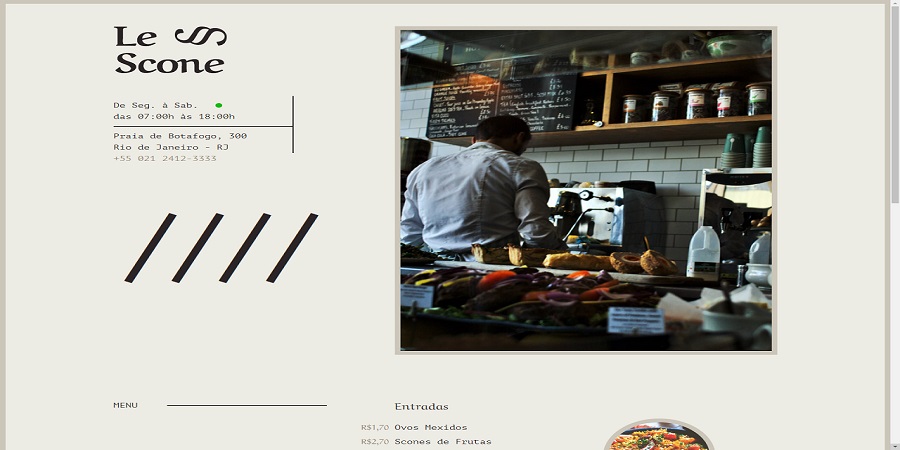 Le
Scone
De Seg. à Sab.
das 07:00h às 18:00h
Praia de Botafogo, 300
Rio de Janeiro - RJ
+55 021 2412-3333
MENU
Entradas
R$1,70 Ovos Mexidos
R$2,70 Scones de Frutas